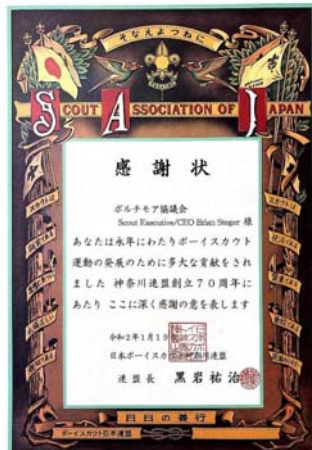 そなえよつねに
SCOUT ASSOCIATION OF JAPAN
感謝状
ボルチモア協議会
Scout Executive/CEO Brian Steger 様
あなたは永年にわたりボーイスカウト
運動の発展のために多大な貢献をされ
ました 神奈川連盟創立70周年に
あたり ここに深く感謝の意を表します
令和2年1月19
日本ボーイスカウト神奈川連盟
連盟長 黒岩祐治
日日の善行
ボーイスカウト日本連盟